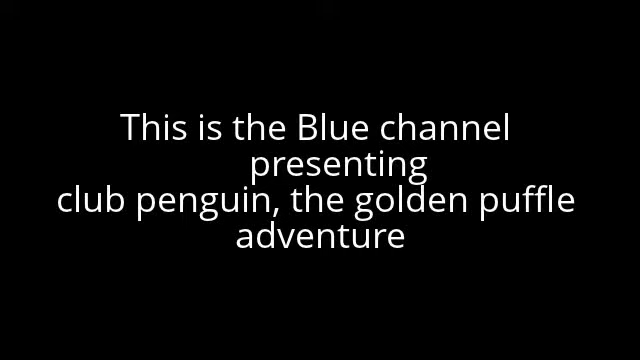 This is the Blue channel
presenting
club penguin, the golden puffle
adventure